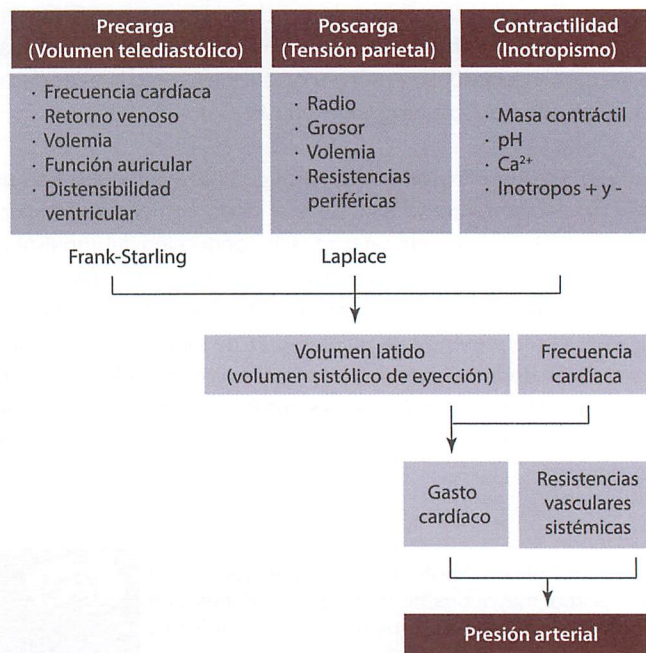 Precarga
(Volumen telediastólico)
· Frecuencia cardíaca
· Retorno venoso
· Volemia
· Función auricular
· Distensibilidad
ventricular
Frank-Starling
Poscarga
(Tensión parietal)
· Radio
· Grosor
· Volemia
· Resistencias
periféricas
Laplace
Contractilidad
(Inotropismo)
· Masa contráctil
· pH
· Ca²⁺
· Inotropos + y -
Volumen latido
(volumen sistólico de eyección)
Frecuencia
cardíaca
Gasto
cardíaco
Resistencias
vasculares
sistémicas
Presión arterial